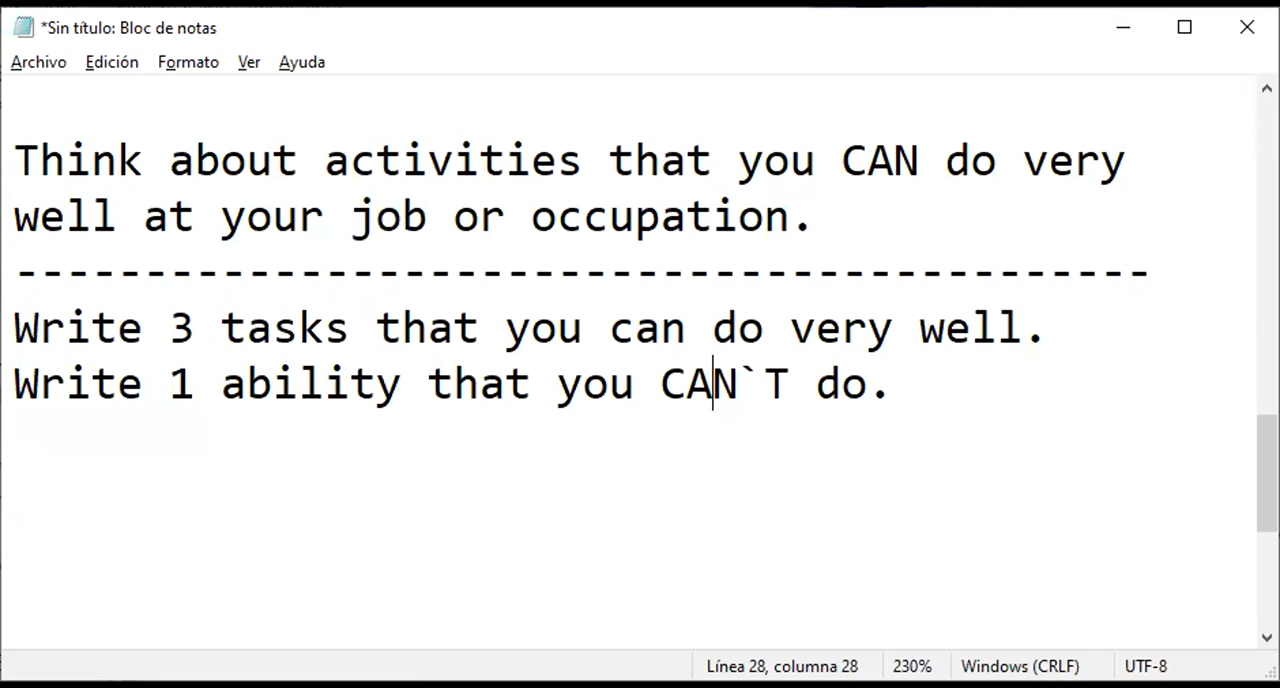 *Sin título: Bloc de notas
Archivo Edición Formato Ver Ayuda
Think about activities that you CAN do very
well at your job or occupation.
--------------------------------------------
Write 3 tasks that you can do very well.
Write 1 ability that you CAN`T do.
Línea 28, columna 28 230% Windows (CRLF) UTF-8